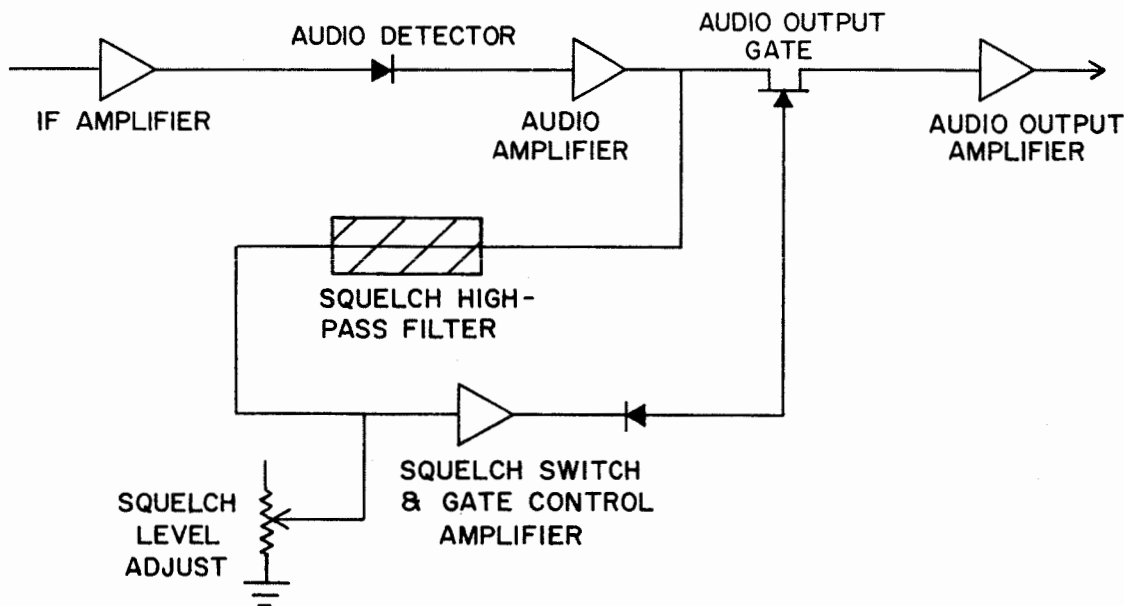 AUDIO DETECTOR
AUDIO OUTPUT
GATE
IF AMPLIFIER
AUDIO
AMPLIFIER
AUDIO OUTPUT
AMPLIFIER
SQUELCH HIGH-
PASS FILTER
SQUELCH SWITCH
& GATE CONTROL
AMPLIFIER
SQUELCH
LEVEL
ADJUST